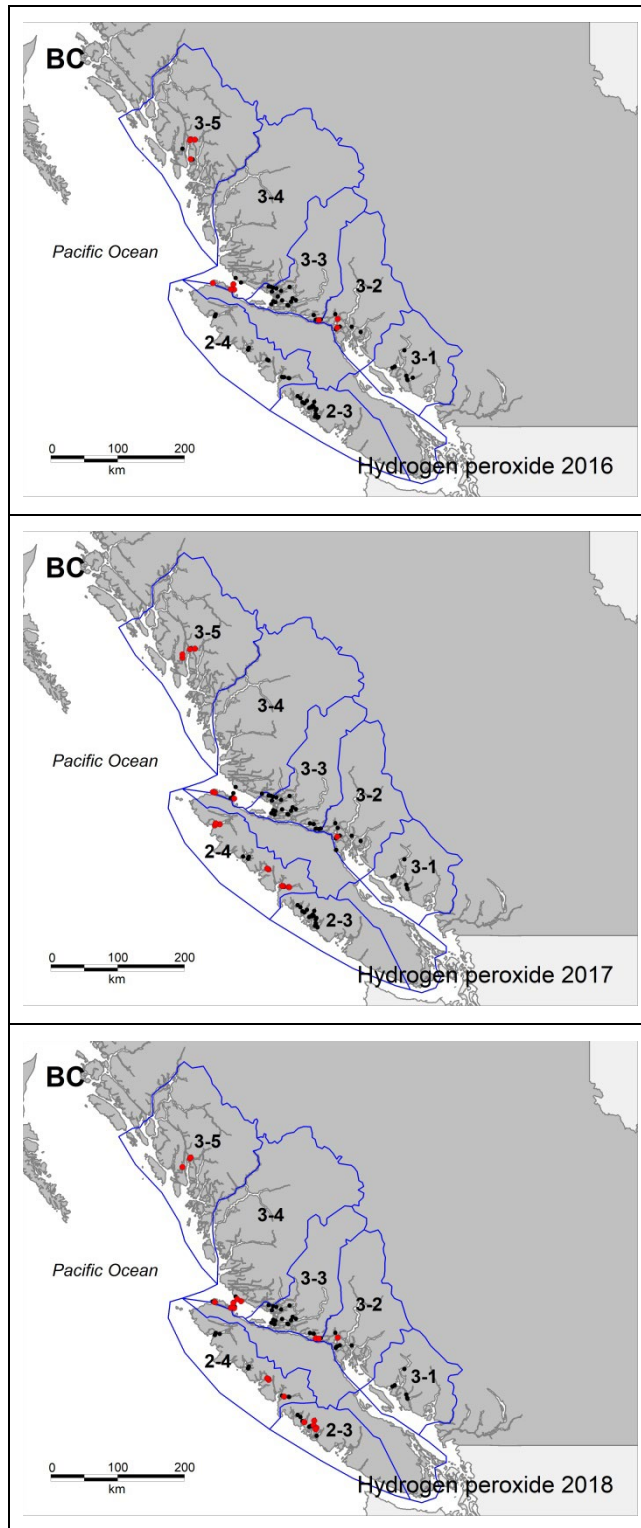 BC
3-5
3-4
3-3
Pacific Ocean
3-2
2-4
3-1
2-3
0 100 200
km
Hydrogen peroxide 2016
BC
3-5
3-4
3-3
Pacific Ocean
3-2
2-4
3-1
2-3
0 100 200
km
Hydrogen peroxide 2017
BC
3-5
3-4
3-3
Pacific Ocean
3-2
2-4
3-1
2-3
0 100 200
km
Hydrogen peroxide 2018